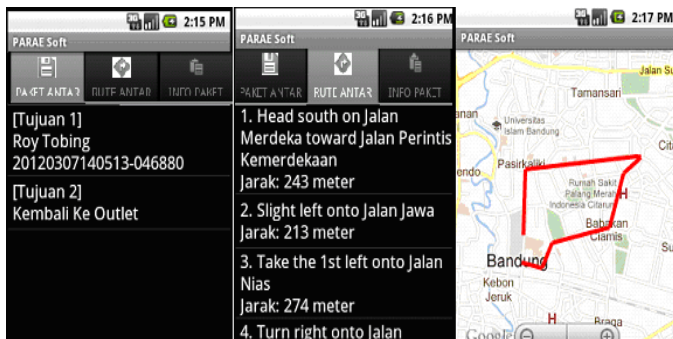 2:15 PM
PARAE Soft
PAKET ANTAR
RUTE ANTAR
INFO PAKET
[Tujuan 1]
Roy Tobing
20120307140513-046880
[Tujuan 2]
Kembali Ke Outlet
2:16 PM
PARAE Soft
PAKET ANTAR
RUTE ANTAR
INFO PAKET
1. Head south on Jalan
Merdeka toward Jalan Perintis
Kemerdekaan
Jarak: 243 meter
2. Slight left onto Jalan Jawa
Jarak: 213 meter
3. Take the 1st left onto Jalan
Nias
Jarak: 274 meter
4. Turn right onto Jalan
2:17 PM
PARAE Soft
Jalan Su
Tamansari
anan
Universitas
Islam Bandung
Cit
Pasirkaliki
endo
Rumah Sakit
Palang Merah
Indonesia Citarum
H
Babakan
Ciamis
Su
Bandung
Kebon
Jeruk
H
Braga
Google